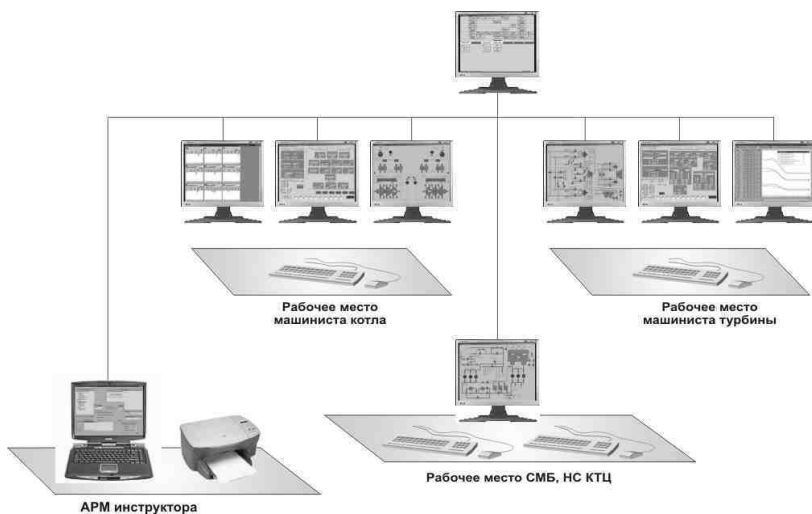 Рабочее место
машиниста котла
Рабочее место
машиниста турбины
Рабочее место СМБ, НС КТЦ
АРМ инструктора